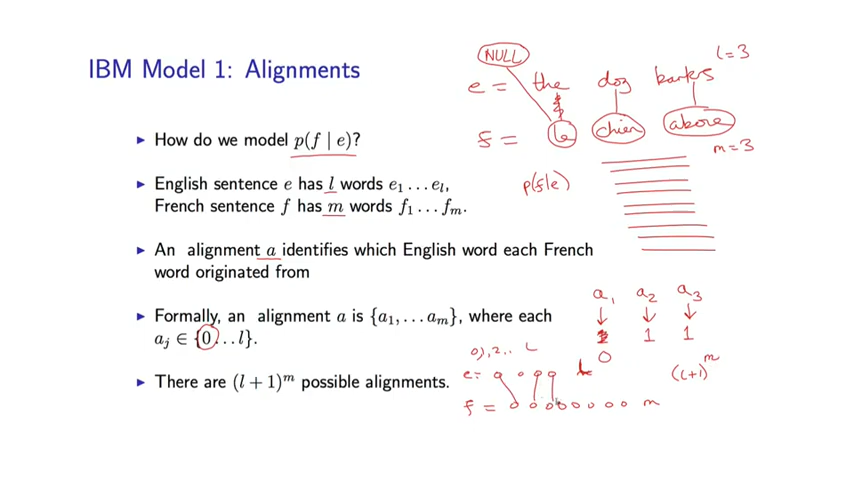 IBM Model 1: Alignments
NULL
e = the dog barks l=3
f = le chien aboie
m=3
How do we model p(f | e)?
English sentence e has l words e1 . . . el,
French sentence f has m words f1 . . . fm.
p(f|e)
An alignment a identifies which English word each French
word originated from
Formally, an alignment a is {a1, . . . am}, where each
aj ∈ {0 . . . l}.
a1 a2 a3
1 1
0
0,1,2.. L
e =
(l+1)^m
There are (l + 1)^m possible alignments.
f = m